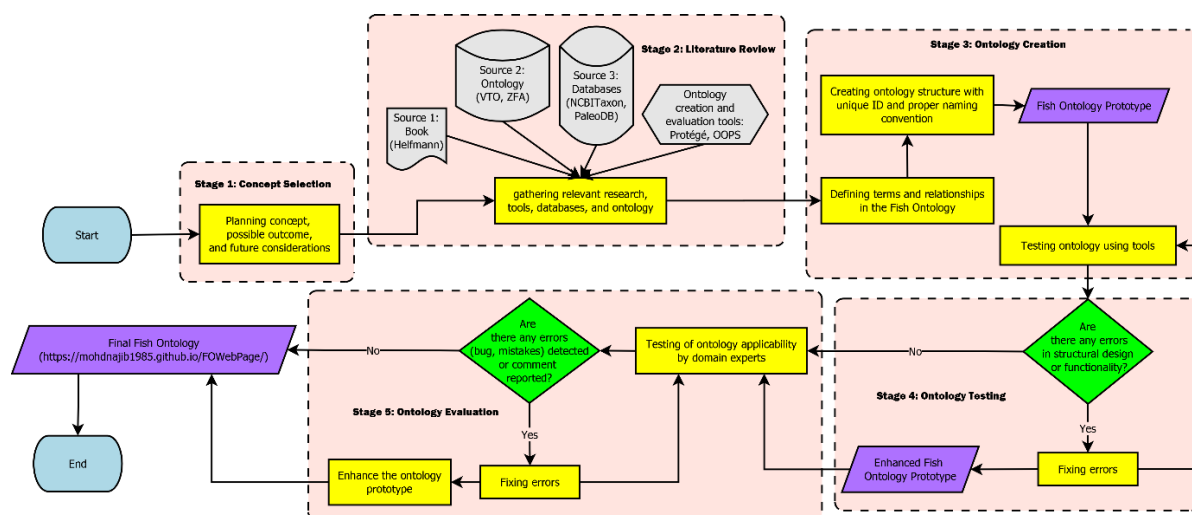 Start
Stage 1: Concept Selection
Planning concept,
possible outcome,
and future considerations
Stage 2: Literature Review
Source 1:
Book
(Helfmann)
Source 2:
Ontology
(VTO, ZFA)
Source 3:
Databases
(NCBITaxon,
PaleoDB)
Ontology
creation and
evaluation tools:
Protégé, OOPS
gathering relevant research,
tools, databases, and ontology
Stage 3: Ontology Creation
Creating ontology structure with
unique ID and proper naming
convention
Fish Ontology Prototype
Defining terms and relationships
in the Fish Ontology
Testing ontology using tools
Are
there any errors
in structural design
or functionality?
No
Stage 4: Ontology Testing
Yes
Fixing errors
Enhanced Fish
Ontology Prototype
Testing of ontology applicability
by domain experts
Are
there any errors
(bug, mistakes) detected
or comment
reported?
No
Stage 5: Ontology Evaluation
Yes
Fixing errors
Enhance the ontology
prototype
Final Fish Ontology
(https://mohdnajib1985.github.io/FOWebPage/)
End